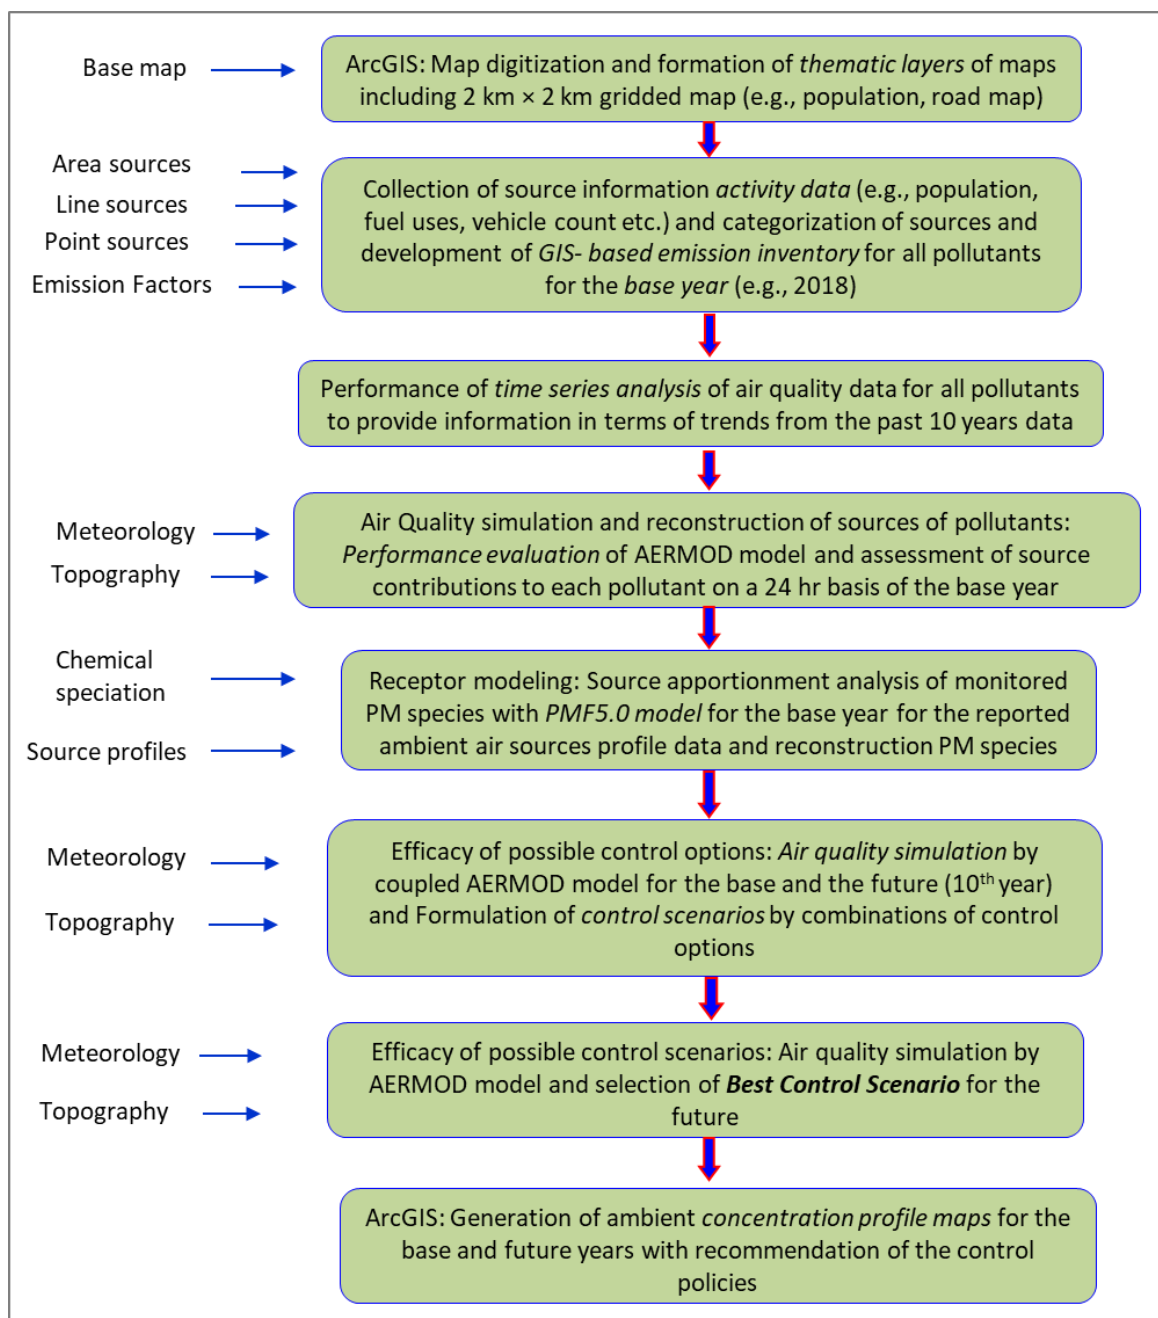 Base map
ArcGIS: Map digitization and formation of thematic layers of maps
including 2 km × 2 km gridded map (e.g., population, road map)
Area sources
Line sources
Point sources
Emission Factors
Collection of source information activity data (e.g., population,
fuel uses, vehicle count etc.) and categorization of sources and
development of GIS- based emission inventory for all pollutants
for the base year (e.g., 2018)
Performance of time series analysis of air quality data for all pollutants
to provide information in terms of trends from the past 10 years data
Meteorology
Topography
Air Quality simulation and reconstruction of sources of pollutants:
Performance evaluation of AERMOD model and assessment of source
contributions to each pollutant on a 24 hr basis of the base year
Chemical
speciation
Source profiles
Receptor modeling: Source apportionment analysis of monitored
PM species with PMF5.0 model for the base year for the reported
ambient air sources profile data and reconstruction PM species
Meteorology
Topography
Efficacy of possible control options: Air quality simulation by
coupled AERMOD model for the base and the future (10th year)
and Formulation of control scenarios by combinations of control
options
Meteorology
Topography
Efficacy of possible control scenarios: Air quality simulation by
AERMOD model and selection of Best Control Scenario for the
future
ArcGIS: Generation of ambient concentration profile maps for the
base and future years with recommendation of the control
policies